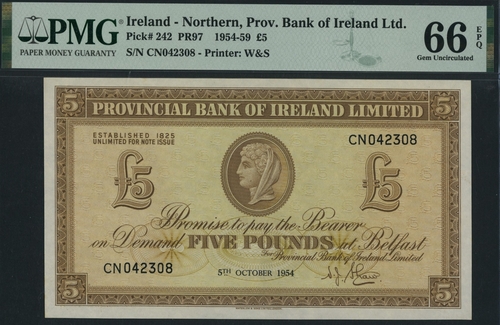 PMG
PAPER MONEY GUARANTY
Ireland - Northern, Prov. Bank of Ireland Ltd.
Pick# 242 PR97 1954-59 £5
S/N CN042308 - Printer: W&S
66 EPQ
Gem Uncirculated
5 5
PROVINCIAL BANK OF IRELAND LIMITED
ESTABLISHED 1825
UNLIMITED FOR NOTE ISSUE
CN042308
£5 £5
I Promise to pay the Bearer
on Demand FIVE POUNDS at Belfast
For Provincial Bank of Ireland Limited
CN042308
5TH OCTOBER 1954
5 5